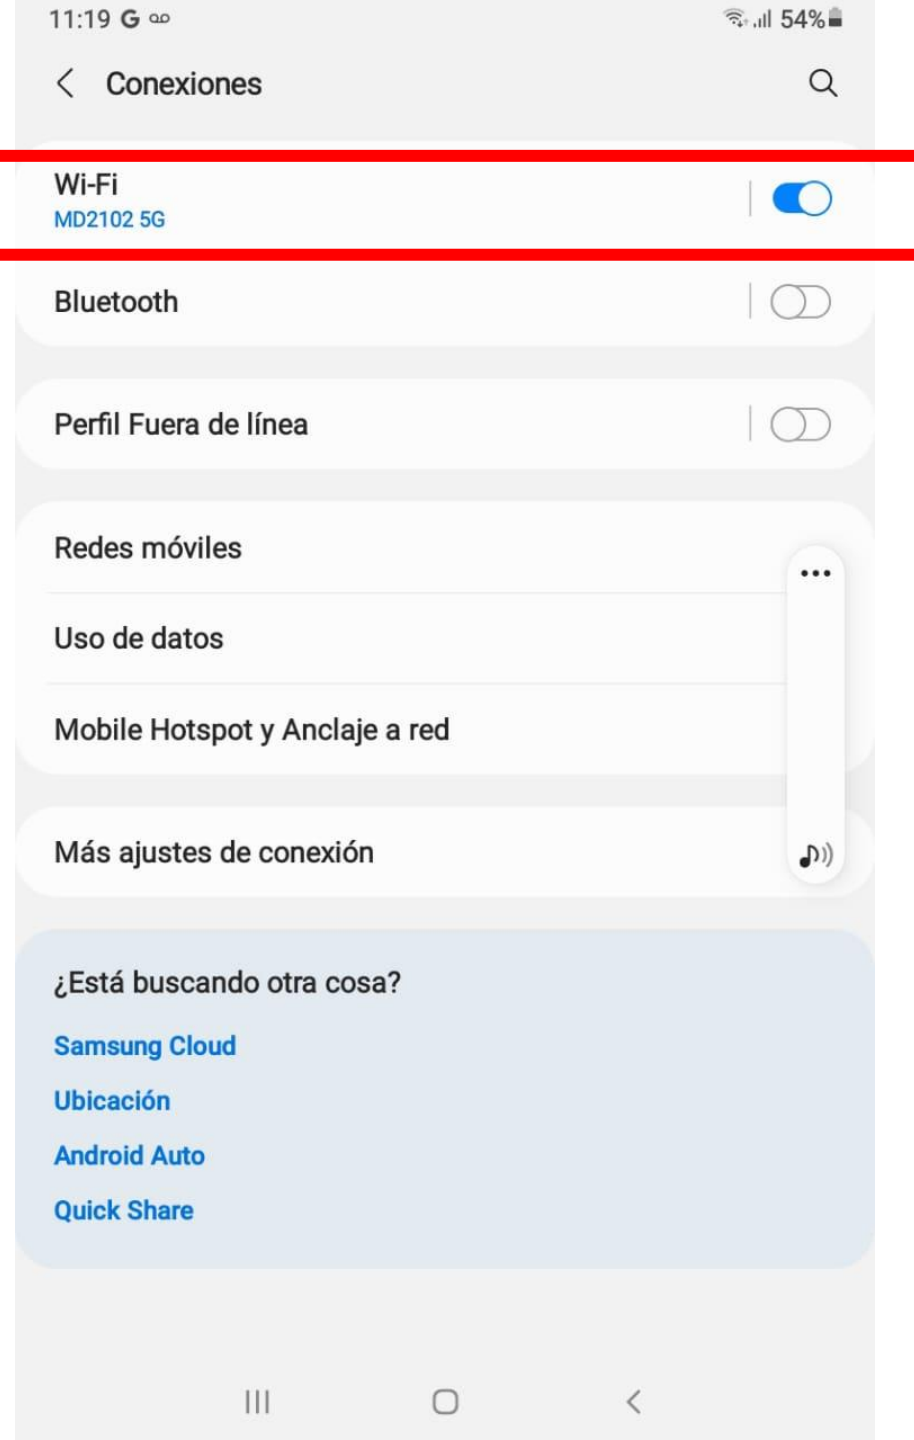 11:19 G
54%
Conexiones
Wi-Fi
MD2102 5G
Bluetooth
Perfil Fuera de línea
Redes móviles
Uso de datos
Mobile Hotspot y Anclaje a red
Más ajustes de conexión
¿Está buscando otra cosa?
Samsung Cloud
Ubicación
Android Auto
Quick Share